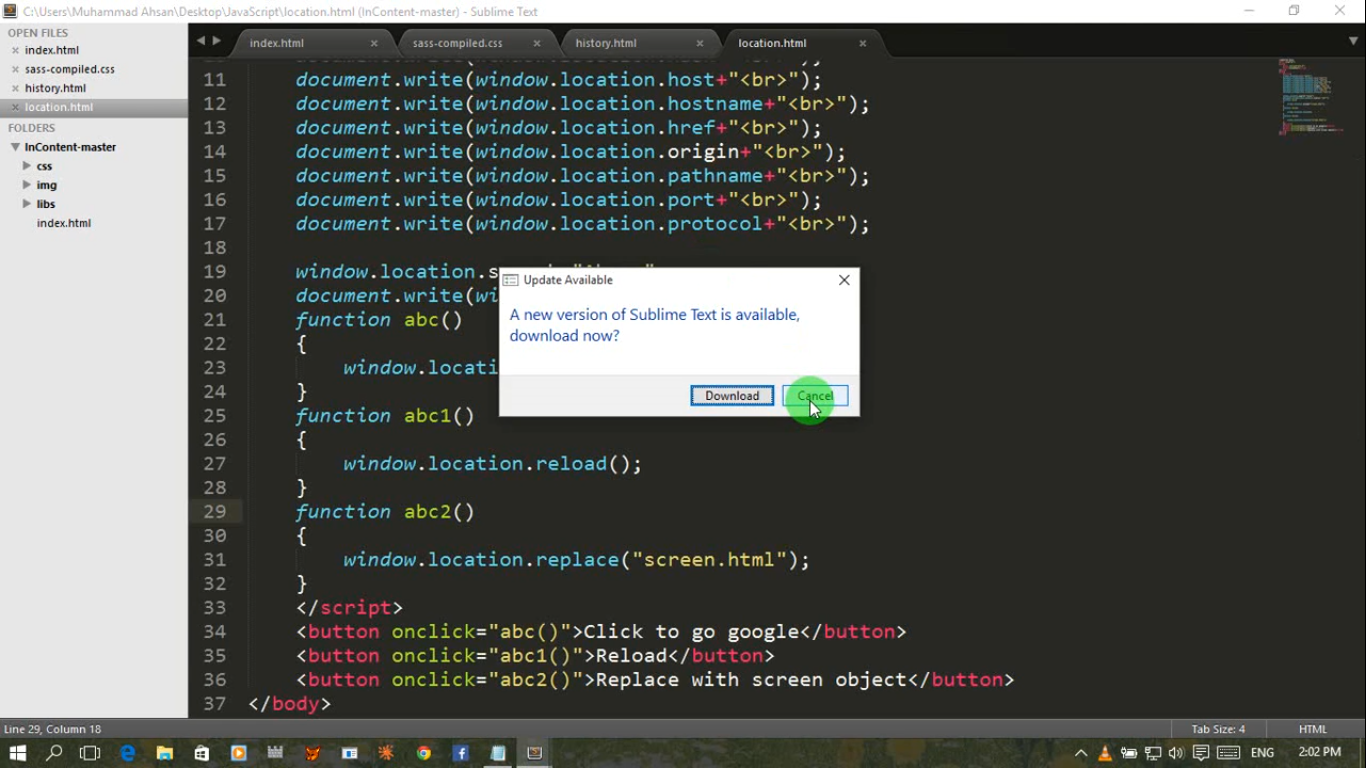 C:\Users\Muhammad Ahsan\Desktop\JavaScript\location.html (InContent-master) - Sublime Text
OPEN FILES
index.html
sass-compiled.css
history.html
location.html
FOLDERS
InContent-master
css
img
libs
index.html
index.html
sass-compiled.css
history.html
location.html
11 document.write(window.location.host+"<br>");
12 document.write(window.location.hostname+"<br>");
13 document.write(window.location.href+"<br>");
14 document.write(window.location.origin+"<br>");
15 document.write(window.location.pathname+"<br>");
16 document.write(window.location.port+"<br>");
17 document.write(window.location.protocol+"<br>");
18
19 window.location.
20 document.write(wi
21 function abc()
22 {
23 window.locati
24 }
25 function abc1()
26 {
27 window.location.reload();
28 }
29 function abc2()
30 {
31 window.location.replace("screen.html");
32 }
33 </script>
34 <button onclick="abc()">Click to go google</button>
35 <button onclick="abc1()">Reload</button>
36 <button onclick="abc2()">Replace with screen object</button>
37 </body>
Update Available
A new version of Sublime Text is available,
download now?
Download
Cancel
Line 29, Column 18
Tab Size: 4
HTML
ENG
2:02 PM